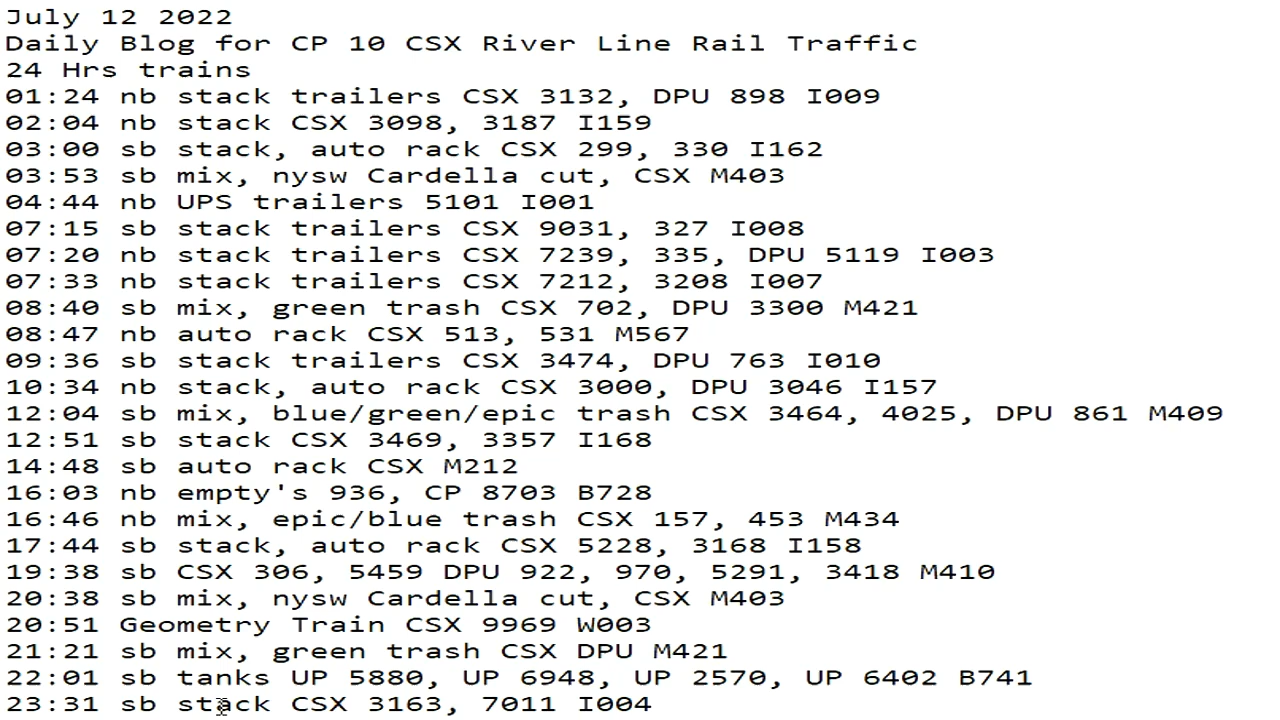 July 12 2022
Daily Blog for CP 10 CSX River Line Rail Traffic
24 Hrs trains
01:24 nb stack trailers CSX 3132, DPU 898 I009
02:04 nb stack CSX 3098, 3187 I159
03:00 sb stack, auto rack CSX 299, 330 I162
03:53 sb mix, nysw Cardella cut, CSX M403
04:44 nb UPS trailers 5101 I001
07:15 sb stack trailers CSX 9031, 327 I008
07:20 nb stack trailers CSX 7239, 335, DPU 5119 I003
07:33 nb stack trailers CSX 7212, 3208 I007
08:40 sb mix, green trash CSX 702, DPU 3300 M421
08:47 nb auto rack CSX 513, 531 M567
09:36 sb stack trailers CSX 3474, DPU 763 I010
10:34 nb stack, auto rack CSX 3000, DPU 3046 I157
12:04 sb mix, blue/green/epic trash CSX 3464, 4025, DPU 861 M409
12:51 sb stack CSX 3469, 3357 I168
14:48 sb auto rack CSX M212
16:03 nb empty's 936, CP 8703 B728
16:46 nb mix, epic/blue trash CSX 157, 453 M434
17:44 sb stack, auto rack CSX 5228, 3168 I158
19:38 sb CSX 306, 5459 DPU 922, 970, 5291, 3418 M410
20:38 sb mix, nysw Cardella cut, CSX M403
20:51 Geometry Train CSX 9969 W003
21:21 sb mix, green trash CSX DPU M421
22:01 sb tanks UP 5880, UP 6948, UP 2570, UP 6402 B741
23:31 sb stack CSX 3163, 7011 I004